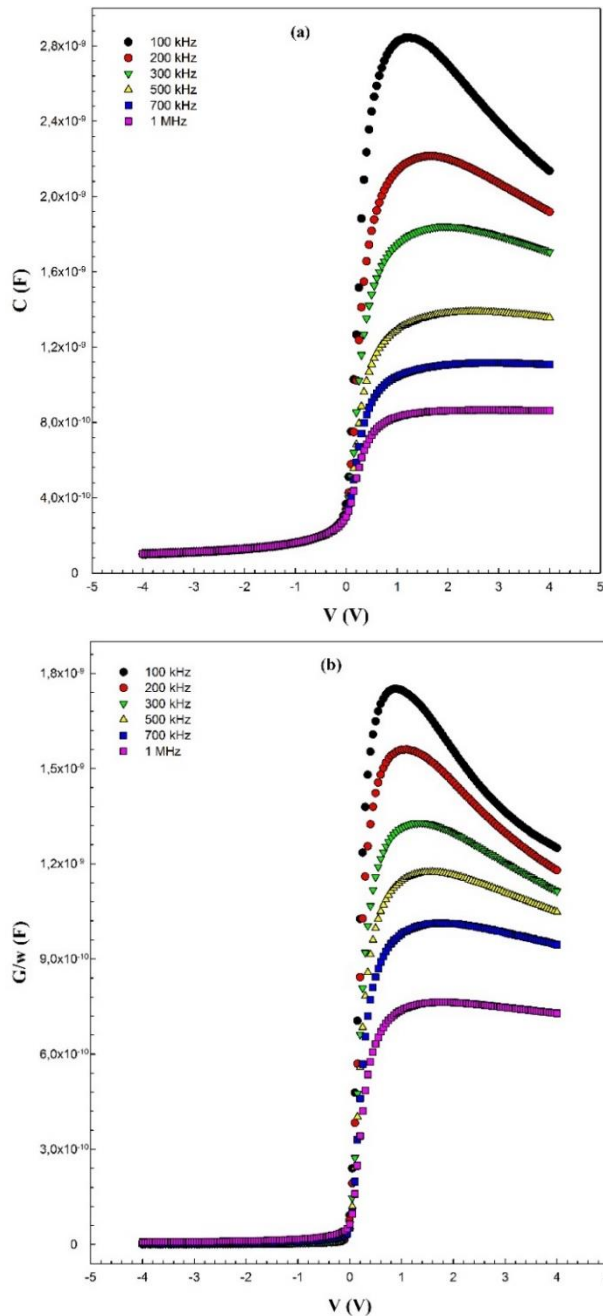 (a)
100 kHz
200 kHz
300 kHz
500 kHz
700 kHz
1 MHz
2,8x10-9
2,4x10-9
2,0x10-9
1,6x10-9
1,2x10-9
8,0x10-10
4,0x10-10
0
C (F)
-5 -4 -3 -2 -1 0 1 2 3 4 5
V (V)
(b)
100 kHz
200 kHz
300 kHz
500 kHz
700 kHz
1 MHz
1,8x10-9
1,5x10-9
1,2x10-9
9,0x10-10
6,0x10-10
3,0x10-10
0
G/w (F)
-5 -4 -3 -2 -1 0 1 2 3 4
V (V)